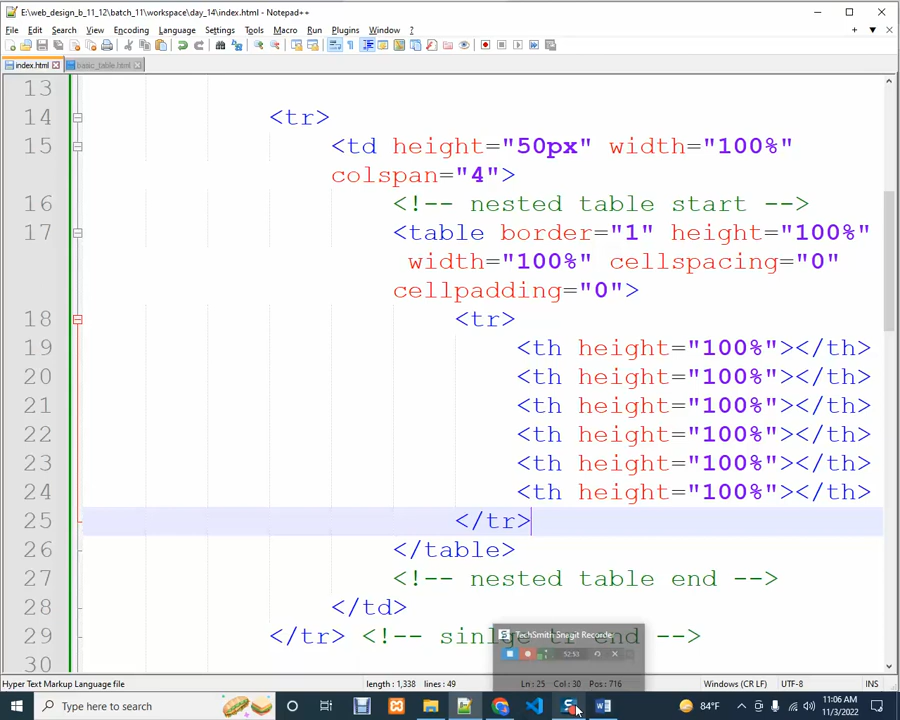 E:\web_design_b_11_12\batch_11\workspace\day_14\index.html - Notepad++
File Edit Search View Encoding Language Settings Tools Macro Run Plugins Window ?
index.html basic_table.html
13
14 <tr>
15 <td height="50px" width="100%"
colspan="4">
16 <!-- nested table start -->
17 <table border="1" height="100%"
width="100%" cellspacing="0"
cellpadding="0">
18 <tr>
19 <th height="100%"></th>
20 <th height="100%"></th>
21 <th height="100%"></th>
22 <th height="100%"></th>
23 <th height="100%"></th>
24 <th height="100%"></th>
25 </tr>
26 </table>
27 <!-- nested table end -->
28 </td>
29 </tr> <!-- sinlge tr end -->
30
TechSmith Snagit Recorder
52:53
Hyper Text Markup Language file length : 1,338 lines : 49 Ln : 25 Col : 30 Pos : 716 Windows (CR LF) UTF-8 INS
Type here to search 84°F 11:06 AM
11/3/2022